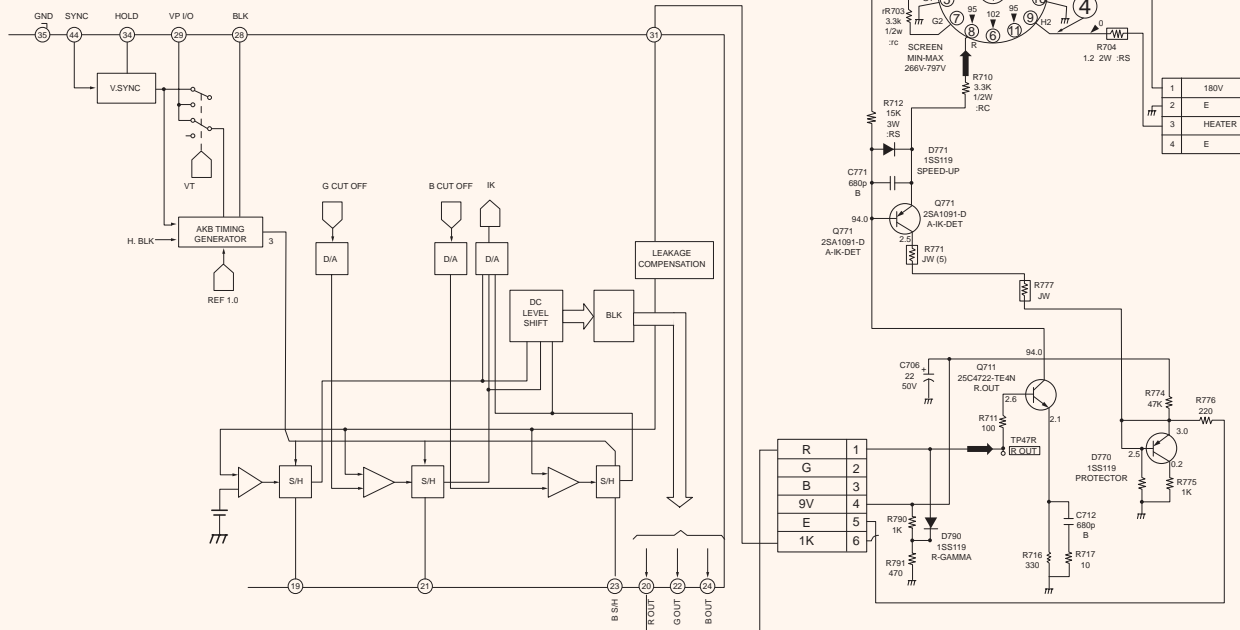 GND SYNC HOLD VP I/O BLK
35 44 34 29 28 31
V.SYNC
VT
G CUT OFF B CUT OFF IK
AKB TIMING
GENERATOR
3
H. BLK
REF 1.0
D/A D/A D/A
LEAKAGE
COMPENSATION
DC
LEVEL
SHIFT
BLK
S/H S/H S/H
19 21 23 20 22 24
B S/H
R OUT
G OUT
B OUT
rR703
3.3k
1/2w
:rc
G2
7
95
8
102
6
95
11
9
H2
R
4
0
R704
1.2 2W :RS
SCREEN
MIN-MAX
266V-797V
R710
3.3K
1/2W
:RC
1 180V
2 E
3 HEATER
4 E
R712
15K
3W
:RS
D771
1SS119
SPEED-UP
C771
680p
B
Q771
2SA1091-D
A-IK-DET
94.0
Q771
2SA1091-D
A-IK-DET
2.5
R771
JW (5)
R777
JW
94.0
C706
22
50V
+
Q711
25C4722-TE4N
R.OUT
2.6
2.1
R711
100
TP47R
R OUT
R774
47K
R776
220
3.0
2.5
0.2
D770
1SS119
PROTECTOR
R775
1K
R 1
G 2
B 3
9V 4
E 5
1K 6
R790
1K
R791
470
D790
1SS119
R-GAMMA
C712
680p
B
R716
330
R717
10